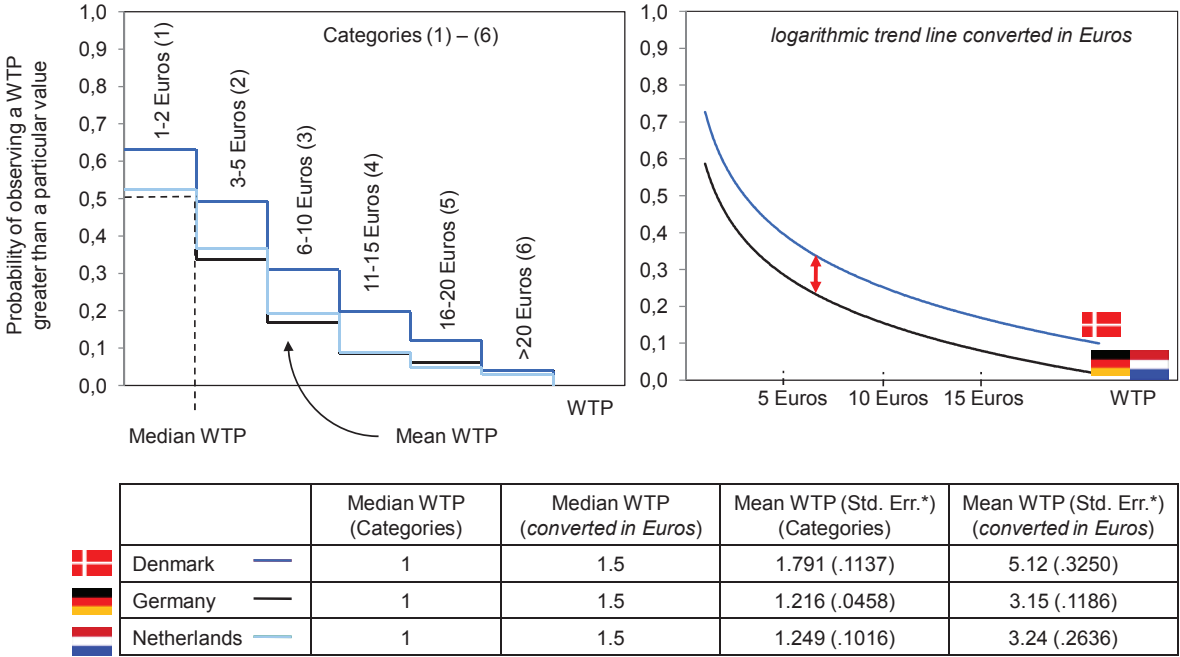 Probability of observing a WTP
greater than a particular value
1,0
0,9
0,8
0,7
0,6
0,5
0,4
0,3
0,2
0,1
0,0
Categories (1) – (6)
1-2 Euros (1)
3-5 Euros (2)
6-10 Euros (3)
11-15 Euros (4)
16-20 Euros (5)
>20 Euros (6)
WTP
Median WTP
Mean WTP
1,0
0,9
0,8
0,7
0,6
0,5
0,4
0,3
0,2
0,1
0,0
logarithmic trend line converted in Euros
5 Euros 10 Euros 15 Euros WTP
Median WTP (Categories)
Median WTP (converted in Euros)
Mean WTP (Std. Err.*) (Categories)
Mean WTP (Std. Err.*) (converted in Euros)
Denmark 1 1.5 1.791 (.1137) 5.12 (.3250)
Germany 1 1.5 1.216 (.0458) 3.15 (.1186)
Netherlands 1 1.5 1.249 (.1016) 3.24 (.2636)